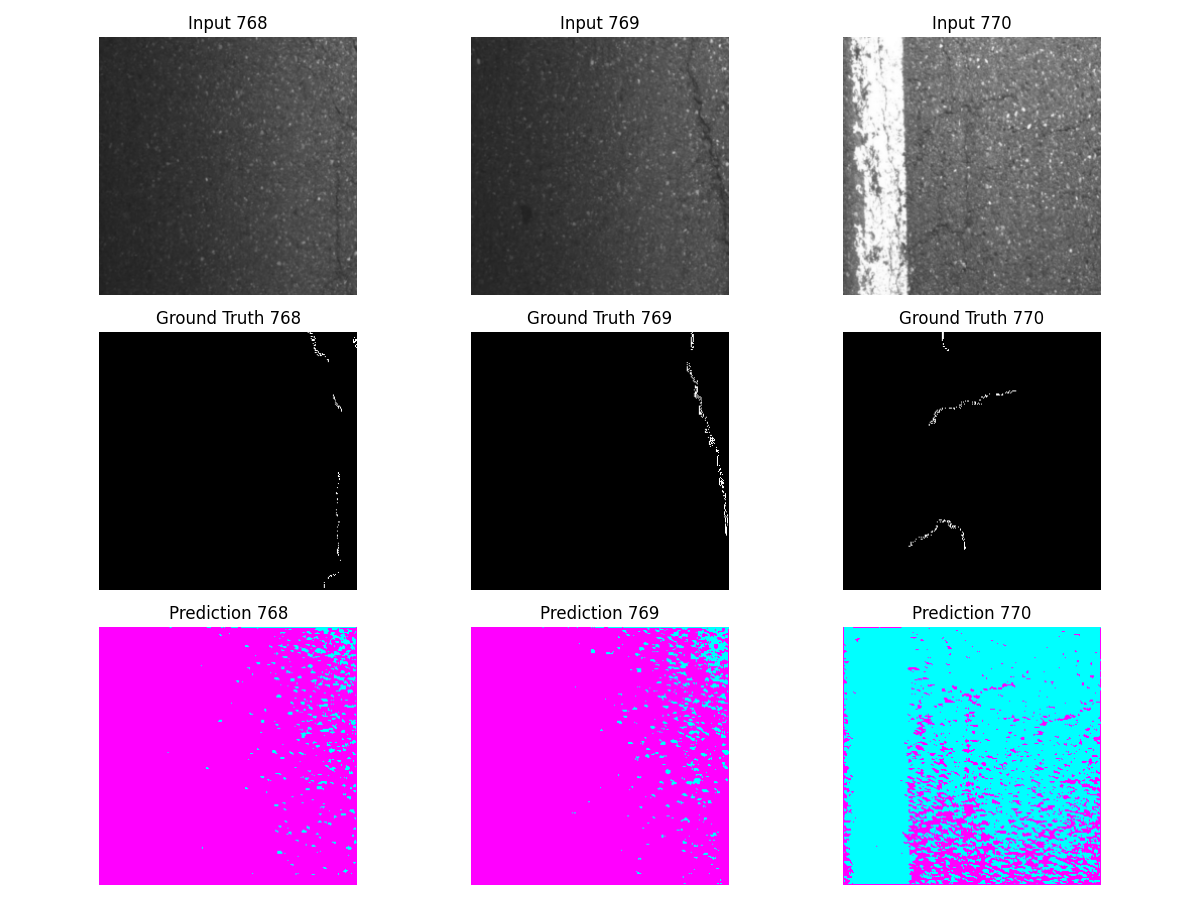 Input 768
Input 769
Input 770
Ground Truth 768
Ground Truth 769
Ground Truth 770
Prediction 768
Prediction 769
Prediction 770